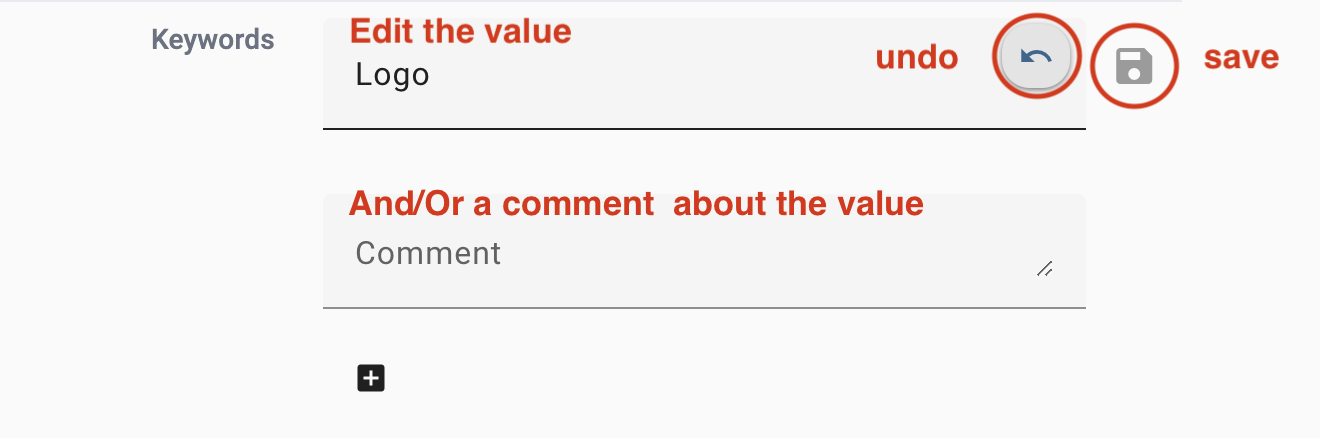 Keywords
Edit the value
Logo
undo
save
And/Or a comment about the value
Comment